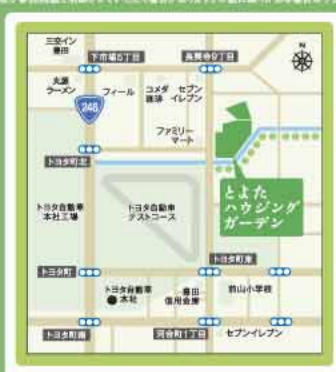 三交イン
豊田
下市場5丁目
長興寺9丁目
N
丸源
ラーメン
フィール
コメダ
珈琲
セブン
イレブン
248
ファミリー
マート
トヨタ町北
とよた
ハウジング
ガーデン
トヨタ自動車
本社工場
トヨタ自動車
テストコース
トヨタ町
トヨタ町東
トヨタ自動車
本社
豊田
信用金庫
前山小学校
トヨタ町南
河合町1丁目
セブンイレブン